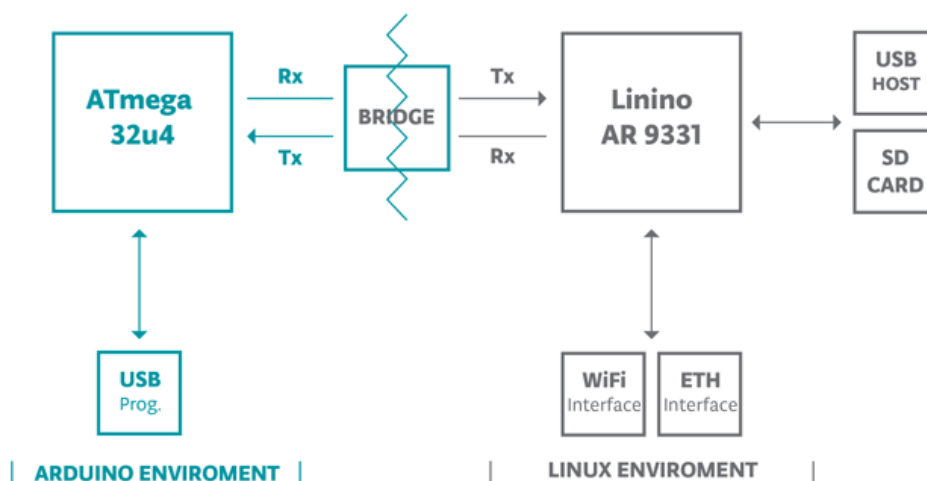 ATmega
32u4
Rx
Tx
BRIDGE
Tx
Rx
Linino
AR 9331
USB
HOST
SD
CARD
USB
Prog.
WiFi
Interface
ETH
Interface
ARDUINO ENVIROMENT
LINUX ENVIROMENT